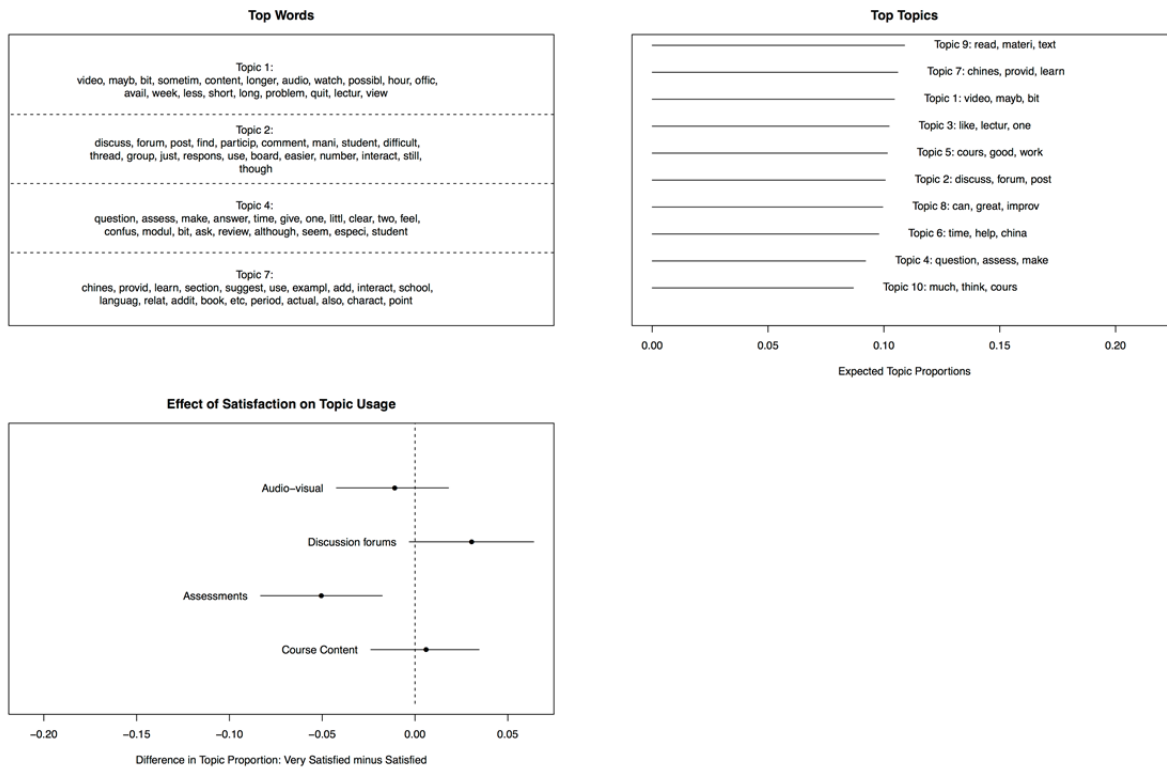 Top Words
Topic 1:
video, mayb, bit, sometim, content, longer, audio, watch, possibl, hour, offic,
avail, week, less, short, long, problem, quit, lectur, view
Topic 2:
discuss, forum, post, find, particip, comment, mani, student, difficult,
thread, group, just, respons, use, board, easier, number, interact, still,
though
Topic 4:
question, assess, make, answer, time, give, one, littl, clear, two, feel,
confus, modul, bit, ask, review, although, seem, especi, student
Topic 7:
chines, provid, learn, section, suggest, use, exampl, add, interact, school,
languag, relat, addit, book, etc, period, actual, also, charact, point
Top Topics
Topic 9: read, materi, text
Topic 7: chines, provid, learn
Topic 1: video, mayb, bit
Topic 3: like, lectur, one
Topic 5: cours, good, work
Topic 2: discuss, forum, post
Topic 8: can, great, improv
Topic 6: time, help, china
Topic 4: question, assess, make
Topic 10: much, think, cours
0.00 0.05 0.10 0.15 0.20
Expected Topic Proportions
Effect of Satisfaction on Topic Usage
Audio−visual
Discussion forums
Assessments
Course Content
−0.20 −0.15 −0.10 −0.05 0.00 0.05
Difference in Topic Proportion: Very Satisfied minus Satisfied